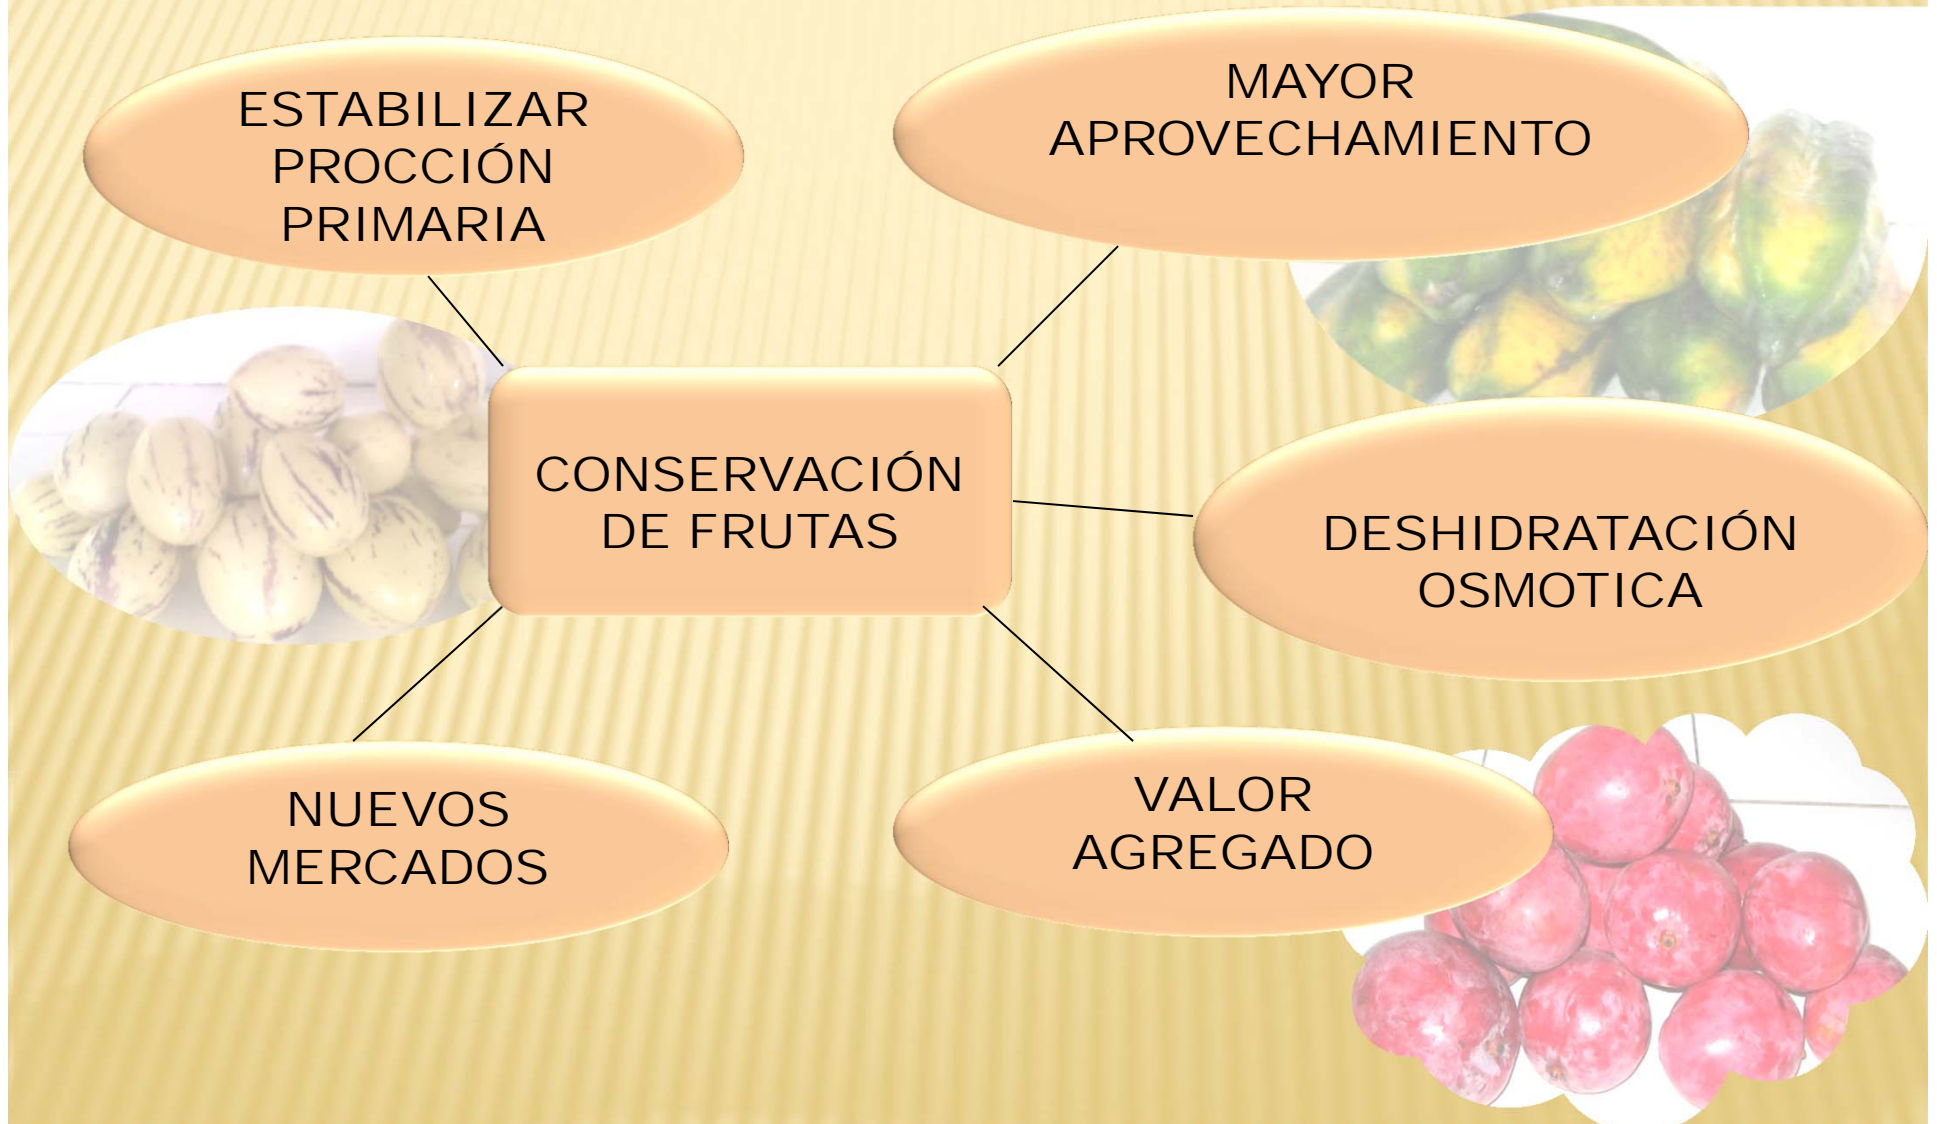 ESTABILIZAR
PROCCIÓN
PRIMARIA
MAYOR
APROVECHAMIENTO
CONSERVACIÓN
DE FRUTAS
DESHIDRATACIÓN
OSMOTICA
NUEVOS
MERCADOS
VALOR
AGREGADO